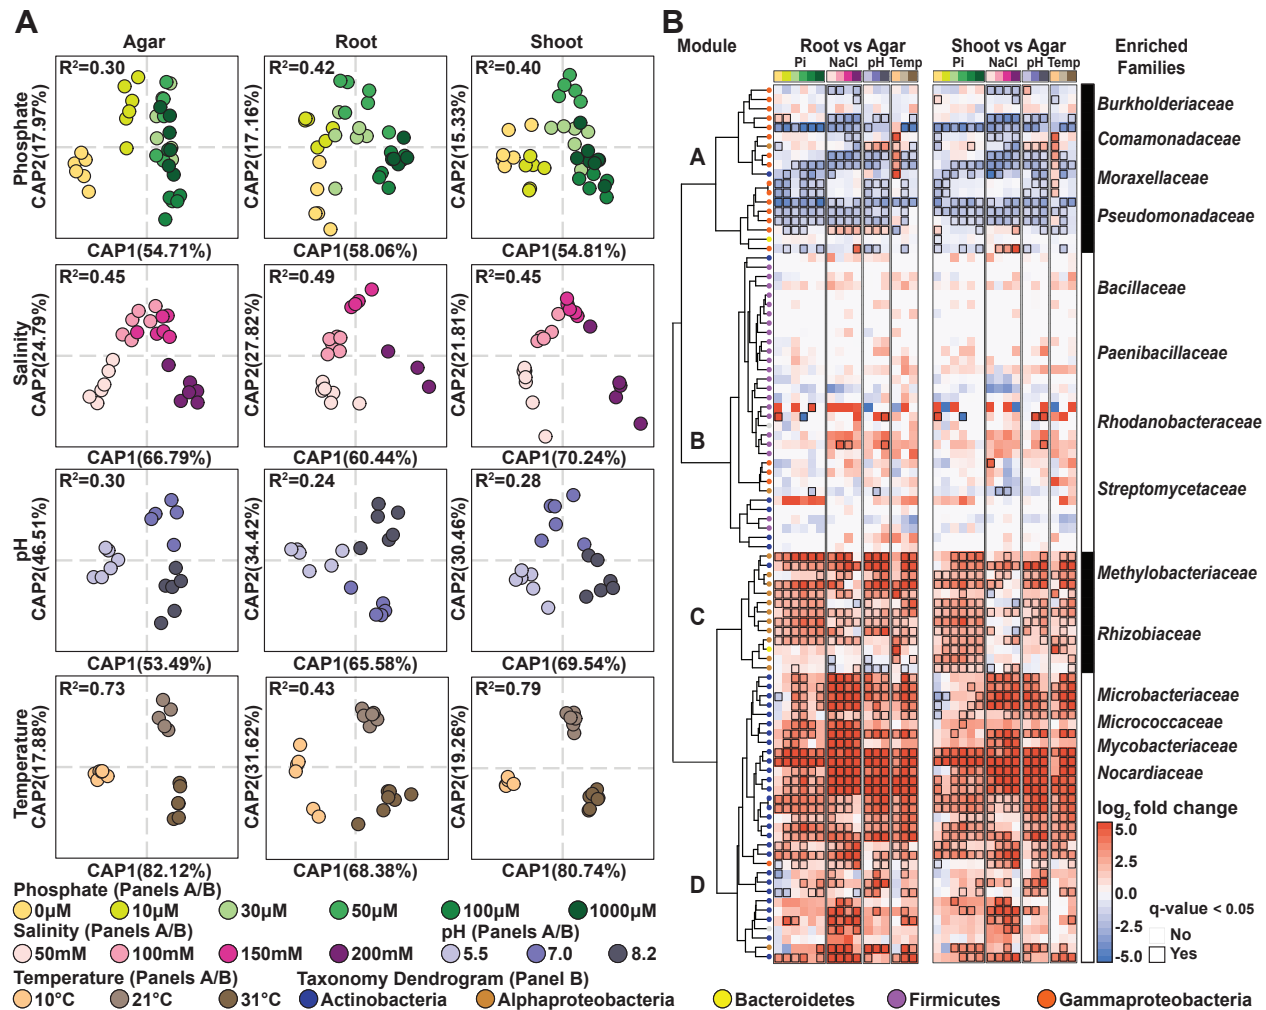 A
B
Agar
Root
Shoot
Module
Root vs Agar
Shoot vs Agar
Enriched
Families
Pi
NaCl
pH
Temp
Pi
NaCl
pH
Temp
Phosphate
CAP2(17.97%)
R²=0.30
CAP1(54.71%)
CAP2(17.16%)
R²=0.42
CAP1(58.06%)
CAP2(15.33%)
R²=0.40
CAP1(54.81%)
Salinity
CAP2(24.79%)
R²=0.45
CAP1(66.79%)
CAP2(27.82%)
R²=0.49
CAP1(60.44%)
CAP2(21.81%)
R²=0.45
CAP1(70.24%)
pH
CAP2(46.51%)
R²=0.30
CAP1(53.49%)
CAP2(34.42%)
R²=0.24
CAP1(65.58%)
CAP2(30.46%)
R²=0.28
CAP1(69.54%)
Temperature
CAP2(17.88%)
R²=0.73
CAP1(82.12%)
CAP2(31.62%)
R²=0.43
CAP1(68.38%)
CAP2(19.26%)
R²=0.79
CAP1(80.74%)
A
B
C
D
Burkholderiaceae
Comamonadaceae
Moraxellaceae
Pseudomonadaceae
Bacillaceae
Paenibacillaceae
Rhodanobacteraceae
Streptomycetaceae
Methylobacteriaceae
Rhizobiaceae
Microbacteriaceae
Micrococcaceae
Mycobacteriaceae
Nocardiaceae
log₂fold change
5.0
2.5
0.0
-2.5
-5.0
q-value < 0.05
No
Yes
Phosphate (Panels A/B)
0µM
10µM
30µM
50µM
100µM
1000µM
Salinity (Panels A/B)
pH (Panels A/B)
50mM
100mM
150mM
200mM
5.5
7.0
8.2
Temperature (Panels A/B)
Taxonomy Dendrogram (Panel B)
10°C
21°C
31°C
Actinobacteria
Alphaproteobacteria
Bacteroidetes
Firmicutes
Gammaproteobacteria